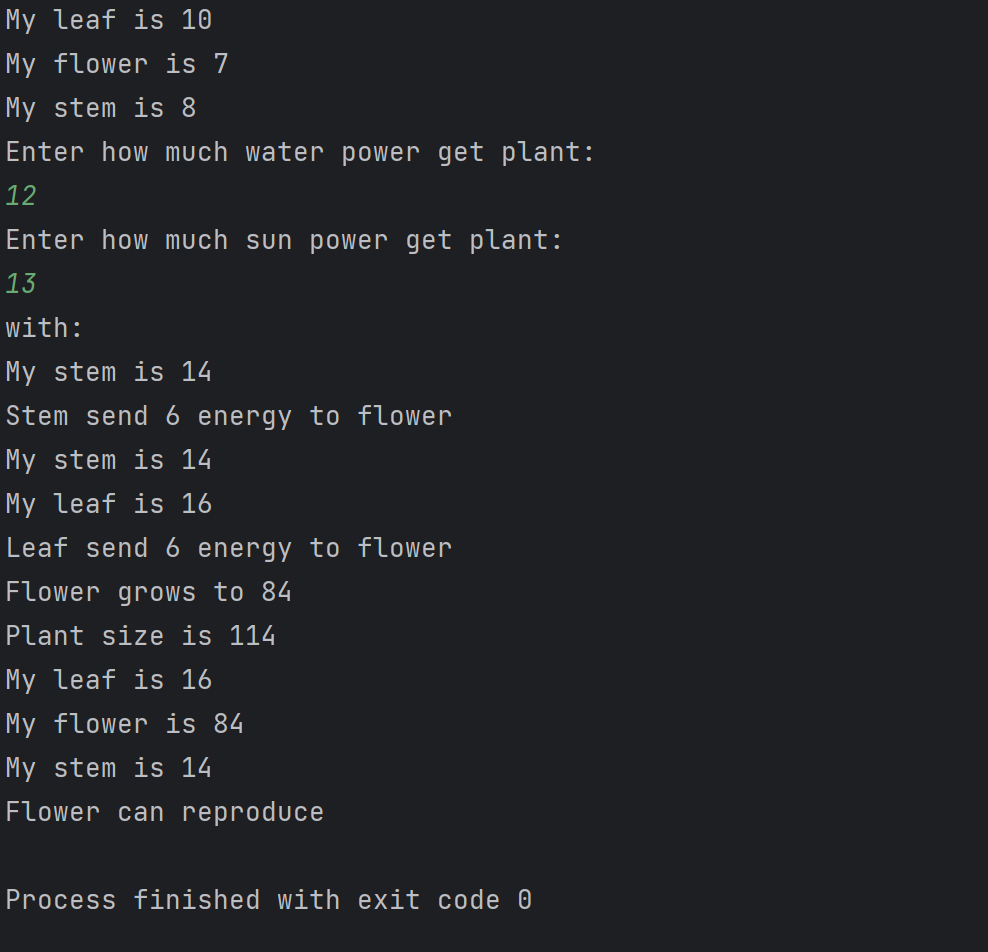 My leaf is 10
My flower is 7
My stem is 8
Enter how much water power get plant:
12
Enter how much sun power get plant:
13
with:
My stem is 14
Stem send 6 energy to flower
My stem is 14
My leaf is 16
Leaf send 6 energy to flower
Flower grows to 84
Plant size is 114
My leaf is 16
My flower is 84
My stem is 14
Flower can reproduce
Process finished with exit code 0